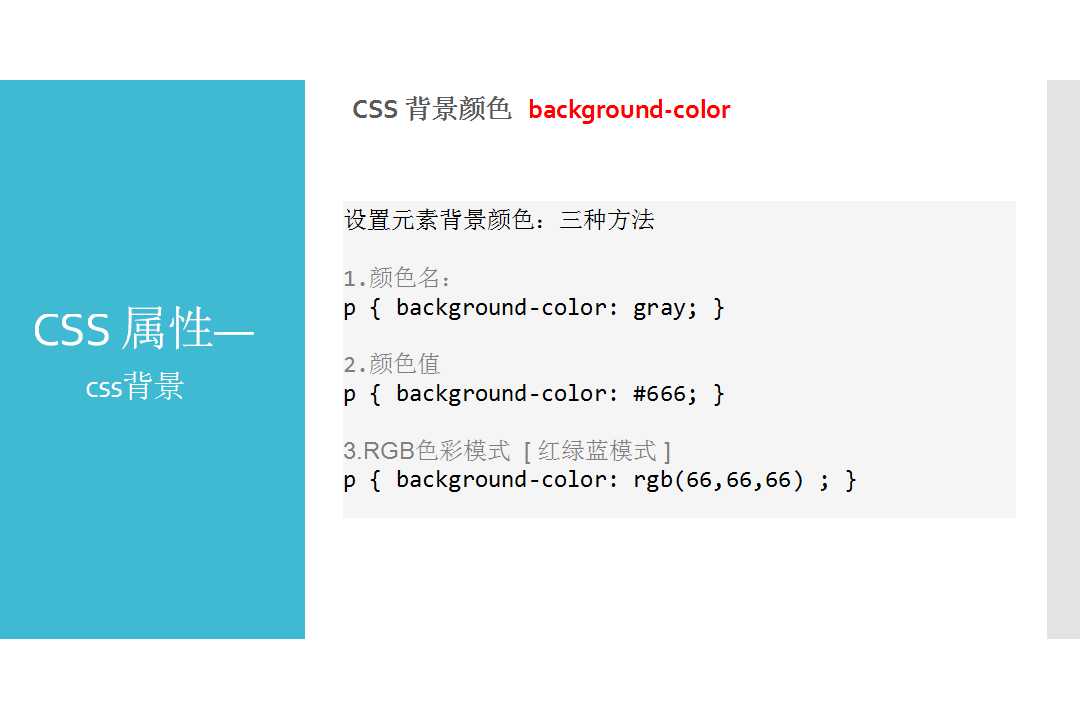 CSS 属性—
css背景
CSS 背景颜色 background-color
设置元素背景颜色：三种方法
1.颜色名：
p { background-color: gray; }
2.颜色值
p { background-color: #666; }
3.RGB色彩模式 [ 红绿蓝模式 ]
p { background-color: rgb(66,66,66) ; }